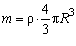 m = ρ · 4/3 πR³